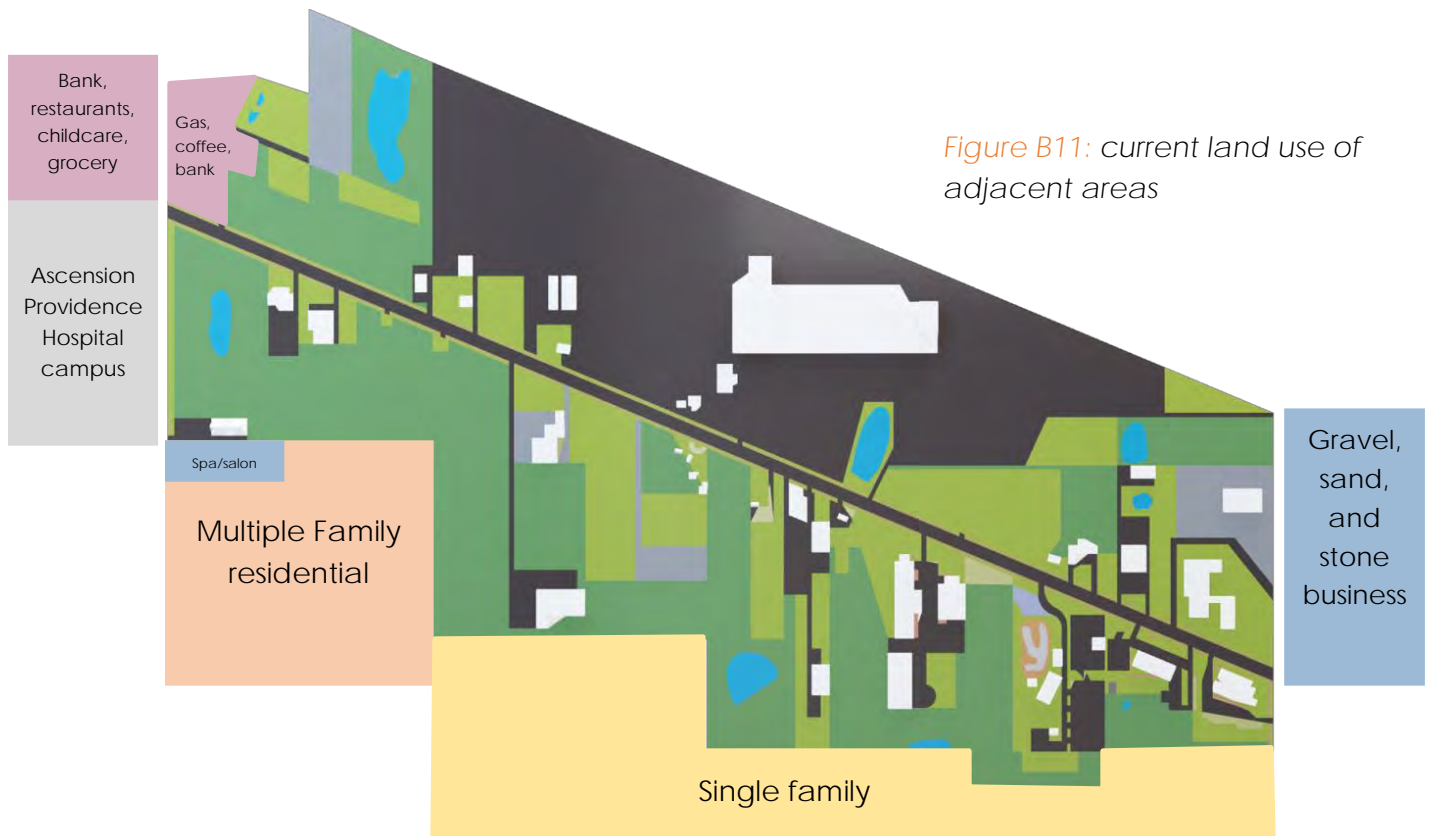 Bank,
restaurants,
childcare,
grocery
Gas,
coffee,
bank
Figure B11: current land use of
adjacent areas
Ascension
Providence
Hospital
campus
Spa/salon
Multiple Family
residential
Gravel,
sand,
and
stone
business
Single family